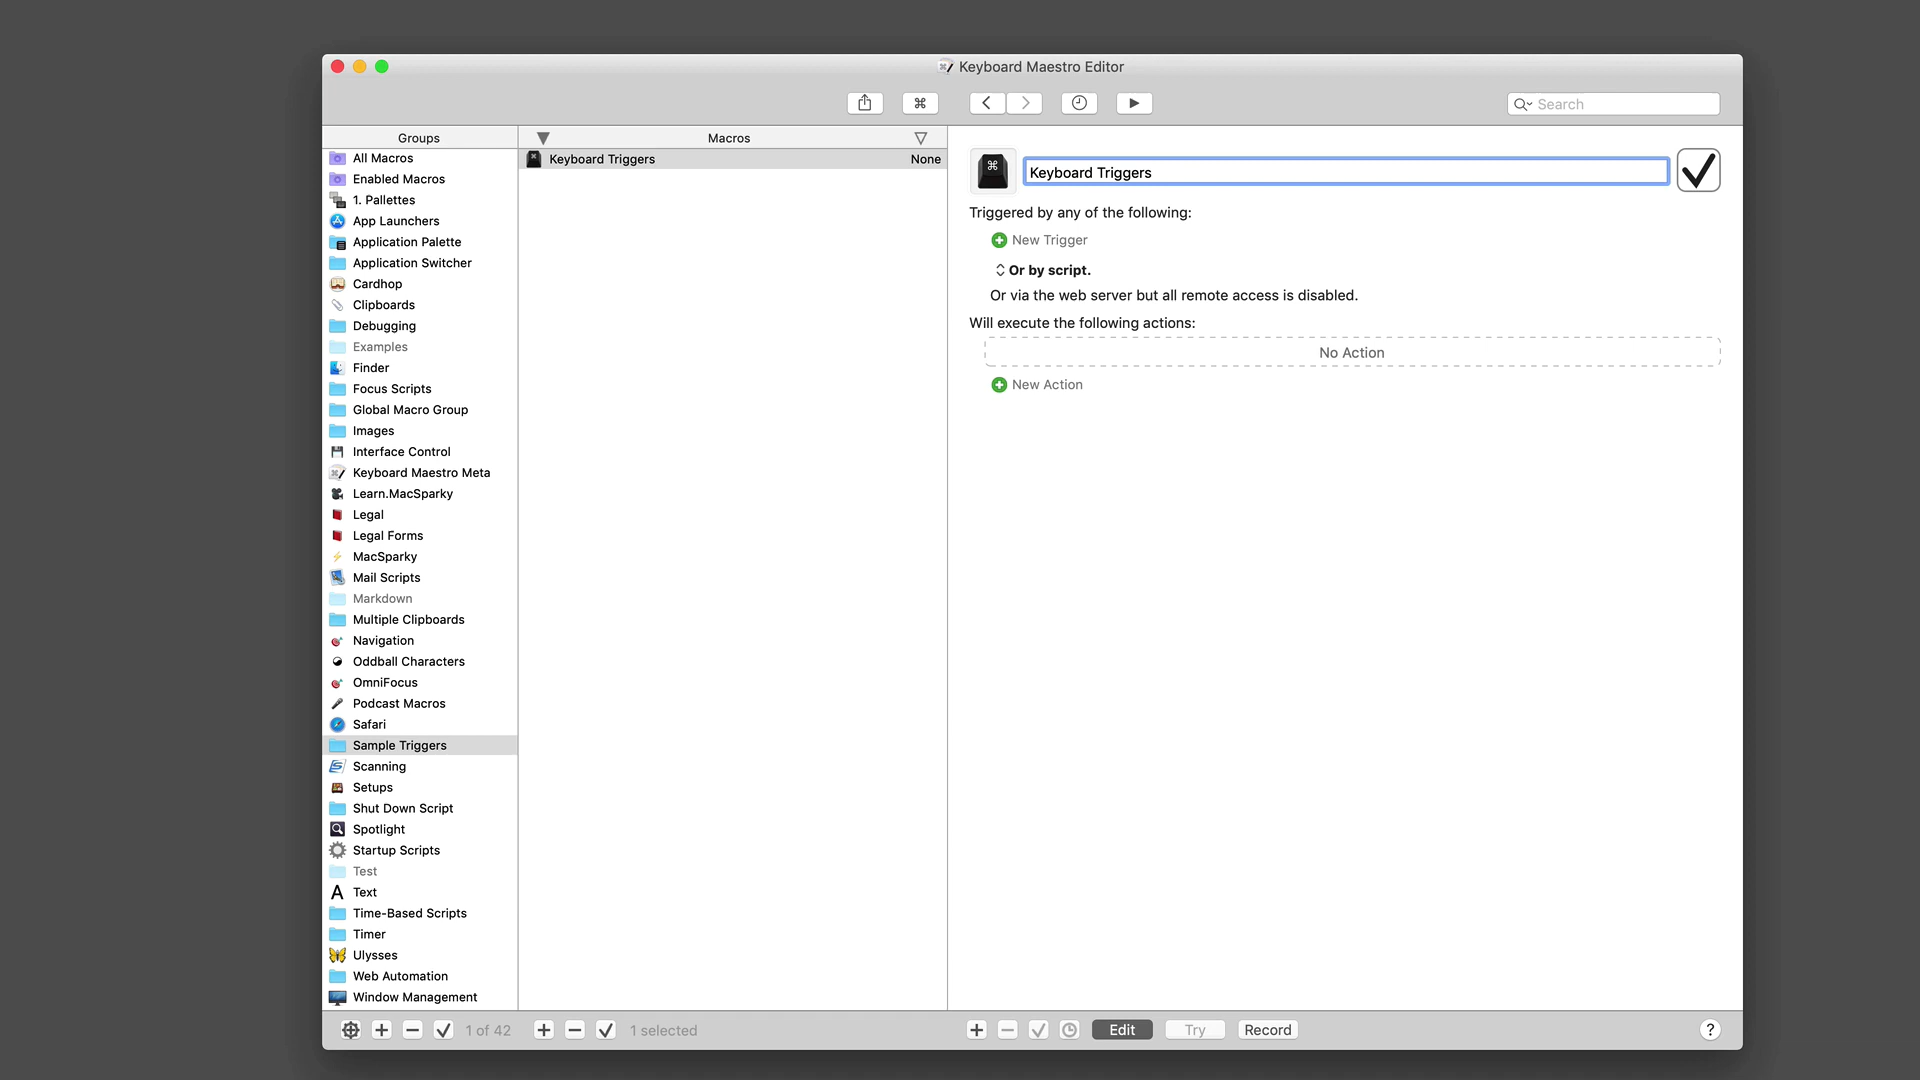 Keyboard Maestro Editor
Search
Groups
Macros
All Macros
Enabled Macros
1. Pallettes
App Launchers
Application Palette
Application Switcher
Cardhop
Clipboards
Debugging
Examples
Finder
Focus Scripts
Global Macro Group
Images
Interface Control
Keyboard Maestro Meta
Learn.MacSparky
Legal
Legal Forms
MacSparky
Mail Scripts
Markdown
Multiple Clipboards
Navigation
Oddball Characters
OmniFocus
Podcast Macros
Safari
Sample Triggers
Scanning
Setups
Shut Down Script
Spotlight
Startup Scripts
Test
Text
Time-Based Scripts
Timer
Ulysses
Web Automation
Window Management
1 of 42
Keyboard Triggers None
1 selected
Keyboard Triggers
Triggered by any of the following:
New Trigger
Or by script.
Or via the web server but all remote access is disabled.
Will execute the following actions:
No Action
New Action
Edit Try Record ?